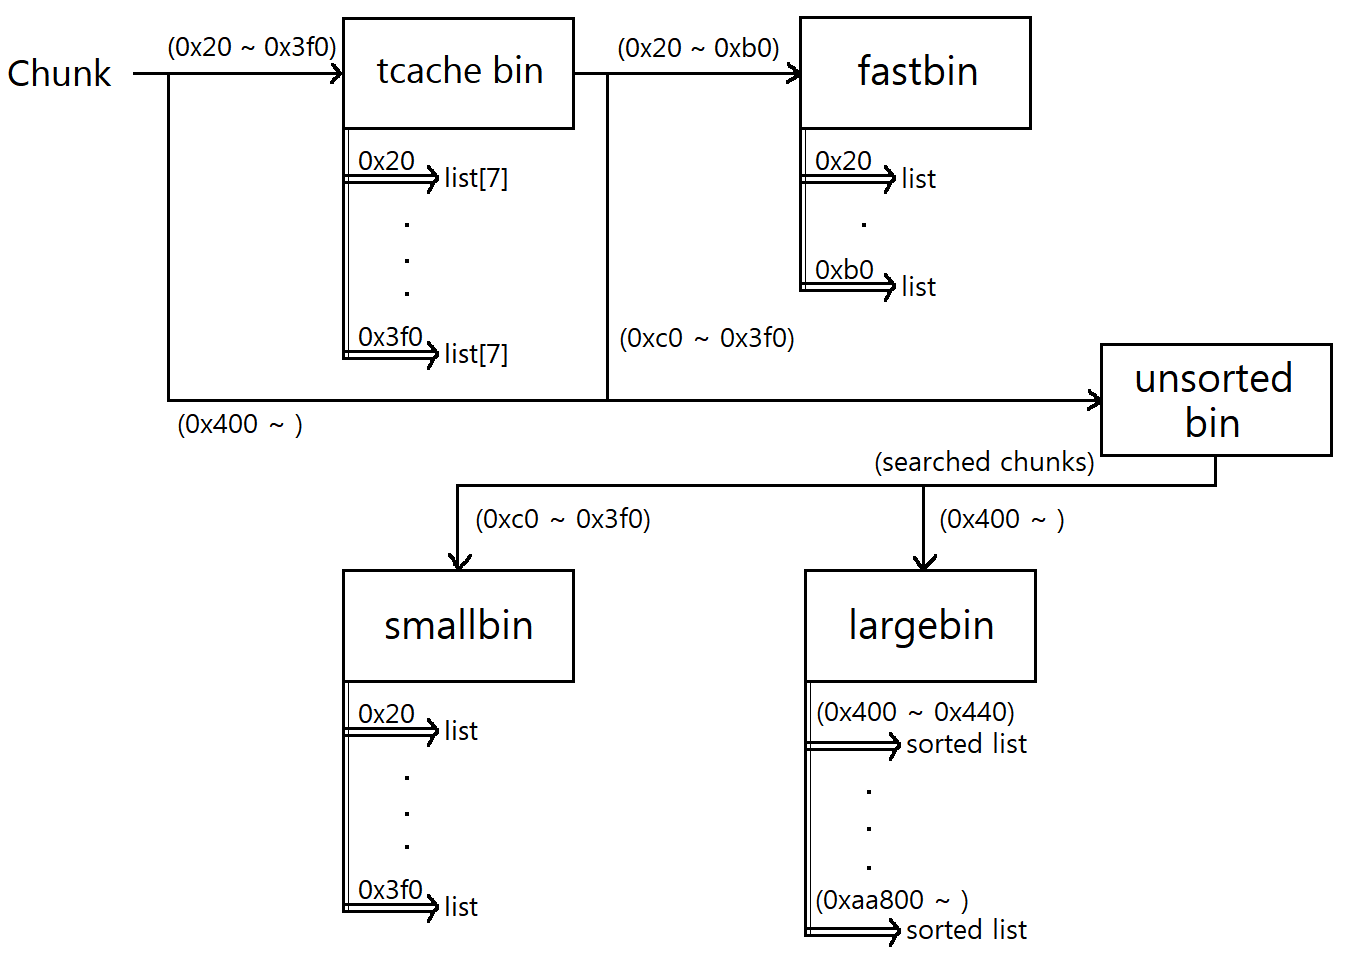 Chunk
(0x20 ~ 0x3f0)
tcache bin
(0x20 ~ 0xb0)
fastbin
0x20
list[7]
.
.
.
0x3f0
list[7]
0x20
list
.
0xb0
list
(0xc0 ~ 0x3f0)
(0x400 ~ )
unsorted
bin
(searched chunks)
(0xc0 ~ 0x3f0)
(0x400 ~ )
smallbin
0x20
list
.
.
.
0x3f0
list
largebin
(0x400 ~ 0x440)
sorted list
.
.
.
(0xaa800 ~ )
sorted list